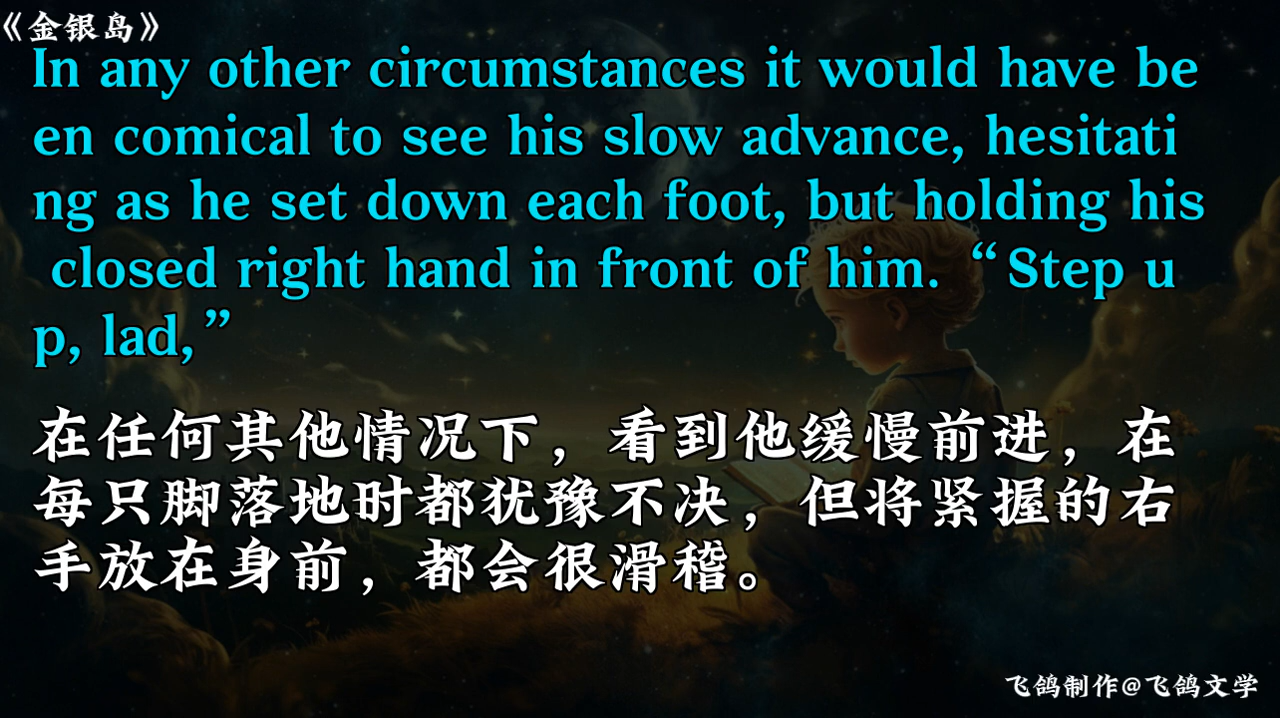 《金银岛》
In any other circumstances it would have be
en comical to see his slow advance, hesitati
ng as he set down each foot, but holding his
closed right hand in front of him. “Step u
p, lad,”
在任何其他情况下，看到他缓慢前进，在
每只脚落地时都犹豫不决，但将紧握的右
手放在身前，都会很滑稽。
飞鸽制作@飞鸽文学